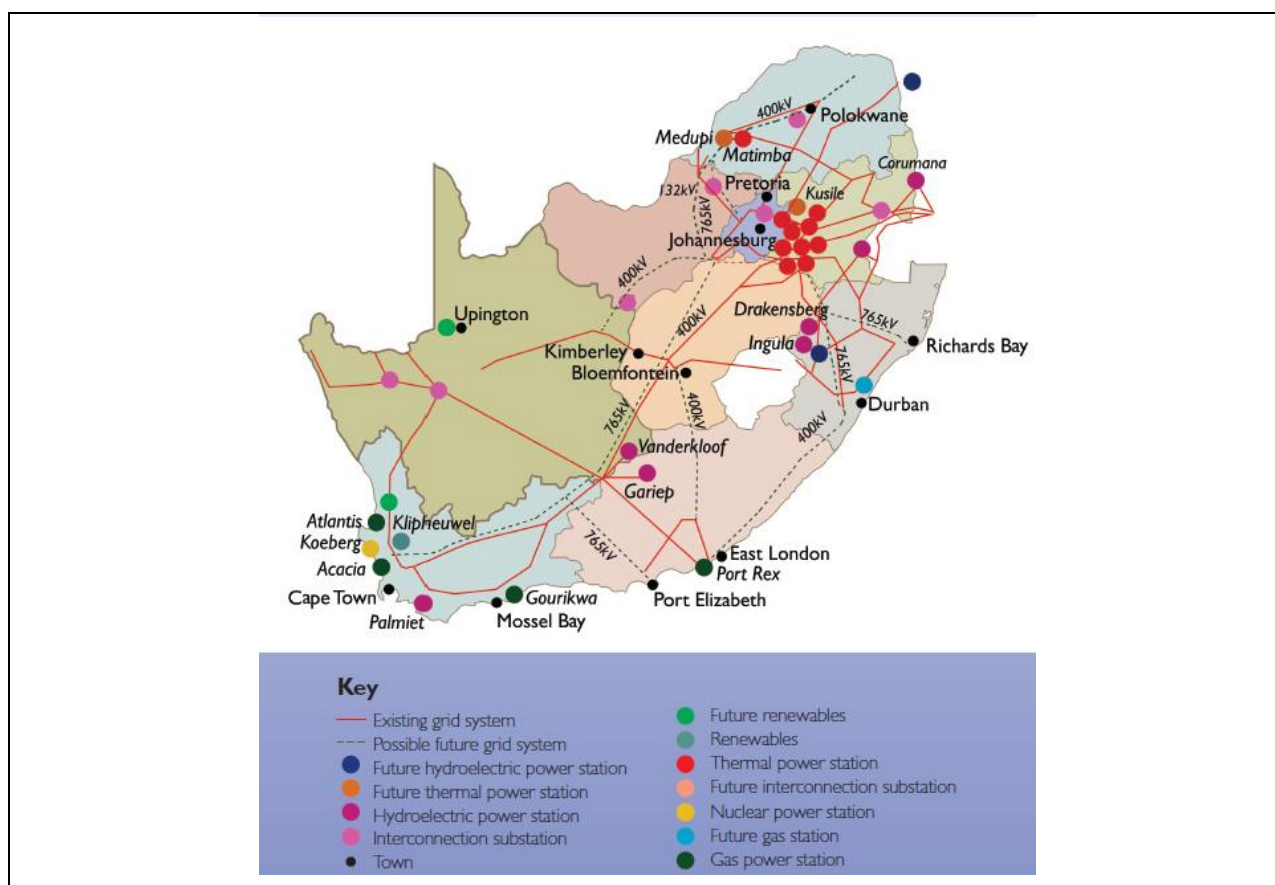 400kV
Polokwane
Medupi
Matimba
Corumana
132kV
Pretoria
Kusile
765kV
Johannesburg
400kV
Drakensberg
400kV
765kV
Upington
Ingula
Richards Bay
Kimberley
765kV
Bloemfontein
Durban
765kV
400kV
400kV
Vanderkloof
Gariep
Atlantis
Klipheuwel
Koeberg
765kV
East London
Acacia
Port Rex
Cape Town
Gourikwa
Port Elizabeth
Palmiet
Mossel Bay
Key
Existing grid system
Possible future grid system
Future hydroelectric power station
Future thermal power station
Hydroelectric power station
Interconnection substation
Town
Future renewables
Renewables
Thermal power station
Future interconnection substation
Nuclear power station
Future gas station
Gas power station